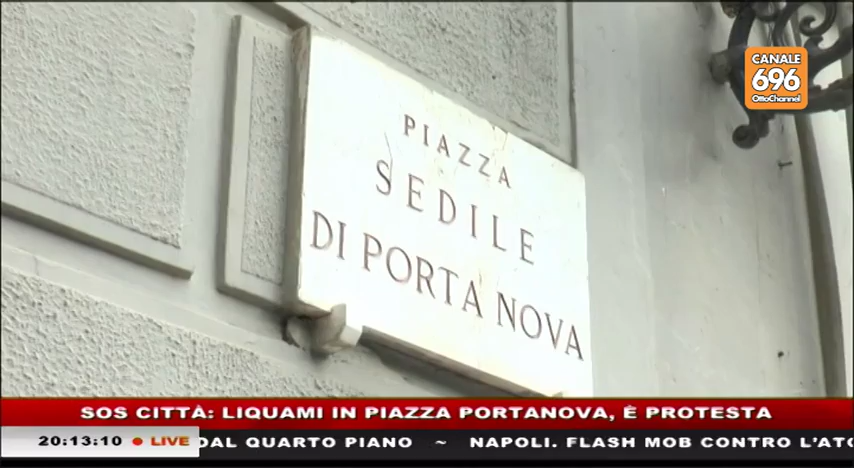 CANALE
696
OttoChannel
PIAZZA
SEDILE
DI PORTA NOVA
SOS CITTÀ: LIQUAMI IN PIAZZA PORTANOVA, È PROTESTA
20:13:10 ● LIVE DAL QUARTO PIANO ~ NAPOLI. FLASH MOB CONTRO L'ATO